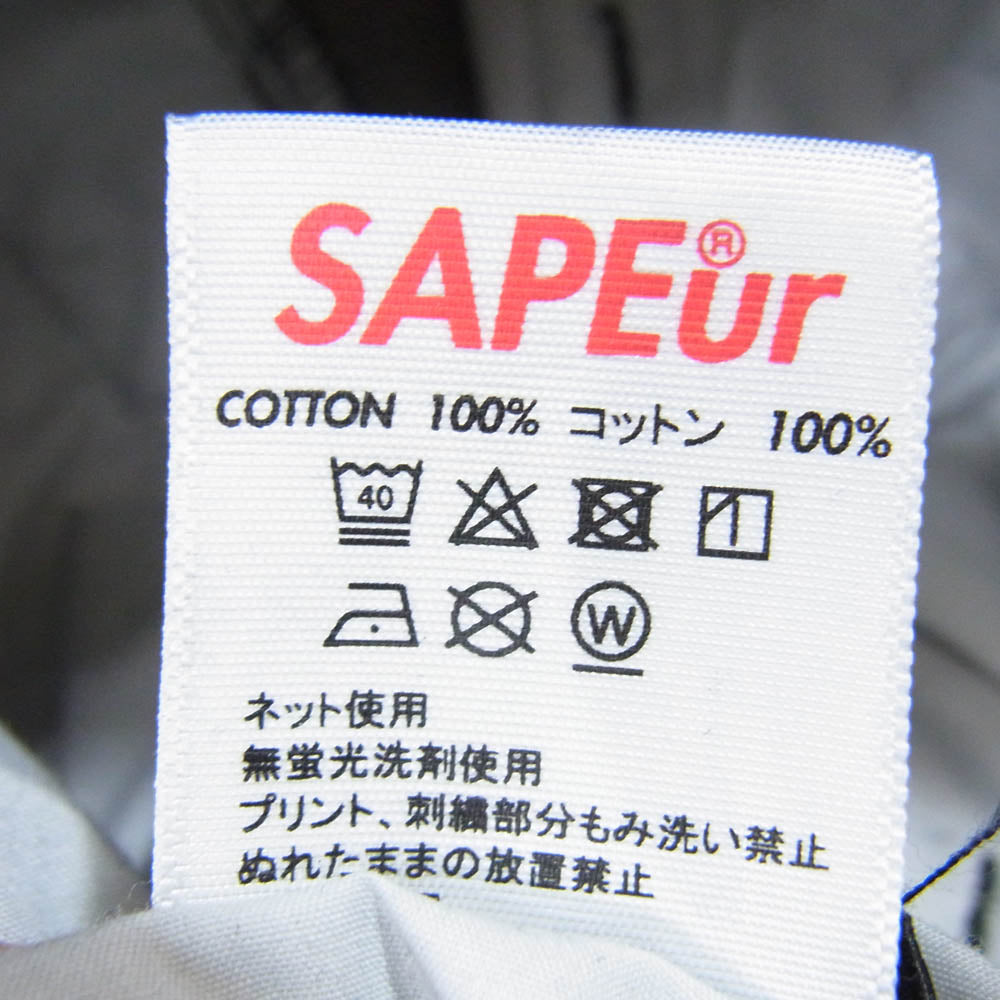 SAPEur®
COTTON 100% コットン 100%
40
W
ネット使用
無蛍光洗剤使用
プリント、刺繍部分もみ洗い禁止
ぬれたままの放置禁止